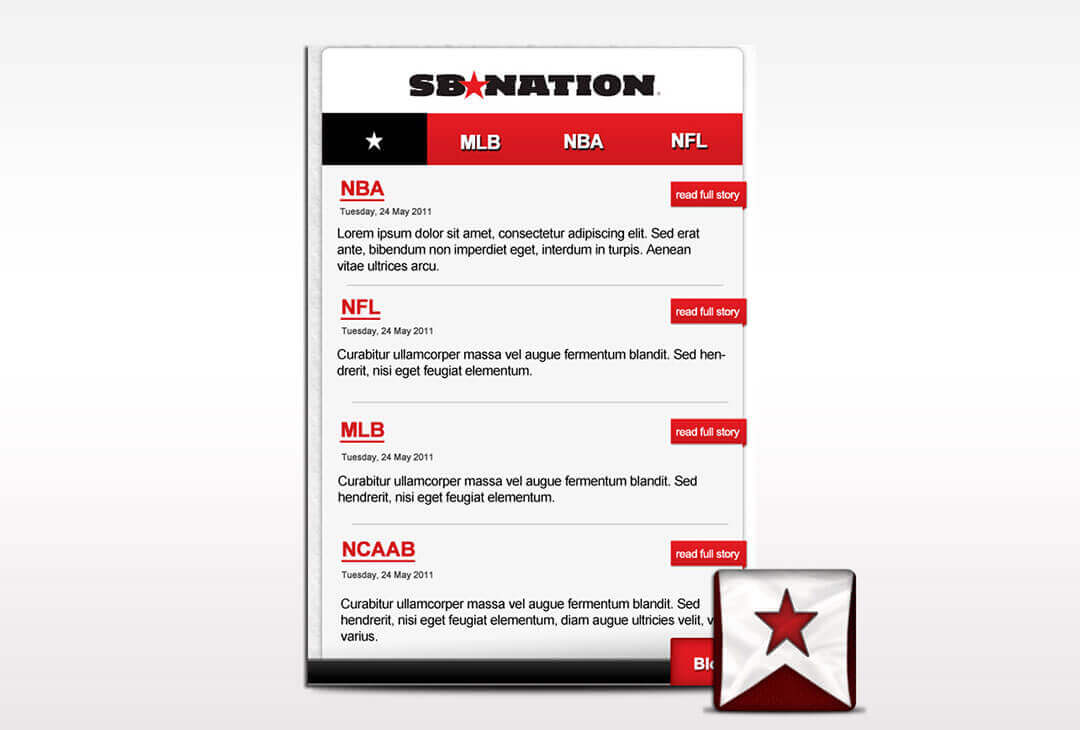 SB★NATION
★ MLB NBA NFL
NBA
read full story
Tuesday, 24 May 2011
Lorem ipsum dolor sit amet, consectetur adipiscing elit. Sed erat
ante, bibendum non imperdiet eget, interdum in turpis. Aenean
vitae ultrices arcu.
NFL
read full story
Tuesday, 24 May 2011
Curabitur ullamcorper massa vel augue fermentum blandit. Sed hen-
drerit, nisi eget feugiat elementum.
MLB
read full story
Tuesday, 24 May 2011
Curabitur ullamcorper massa vel augue fermentum blandit. Sed
hendrerit, nisi eget feugiat elementum.
NCAAB
read full story
Tuesday, 24 May 2011
Curabitur ullamcorper massa vel augue fermentum blandit. Sed
hendrerit, nisi eget feugiat elementum, diam augue ultricies velit,
varius.